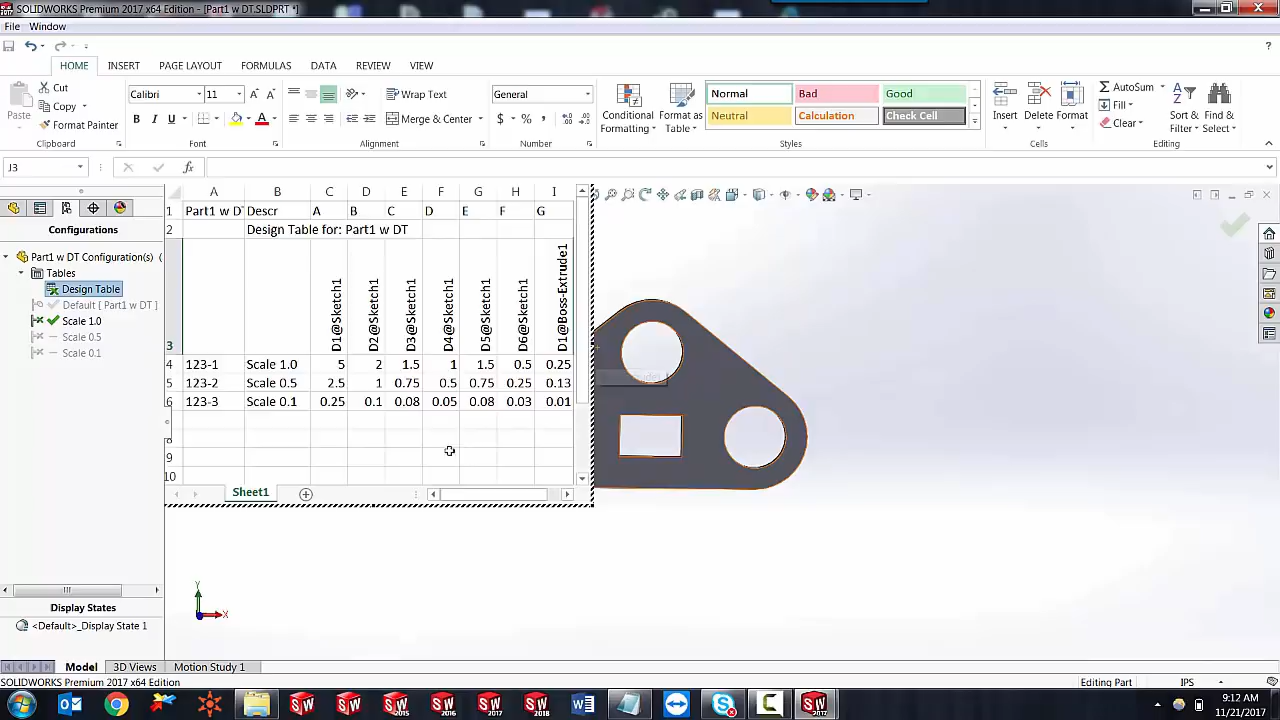 SOLIDWORKS Premium 2017 x64 Edition - [Part1 w DT.SLDPRT *]
File Window
HOME INSERT PAGE LAYOUT FORMULAS DATA REVIEW VIEW
Paste
Cut
Copy
Format Painter
Clipboard
Calibri 11
B I U
Font
Wrap Text
Merge & Center
Alignment
General
$ % ,
Number
Conditional Formatting
Format as Table
Normal Bad Good
Neutral Calculation Check Cell
Styles
Insert Delete Format
Cells
AutoSum
Fill
Clear
Sort & Filter
Find & Select
Editing
J3
fx
A B C D E F G H I
1 Part1 w DT Descr A B C D E F G
2 Design Table for: Part1 w DT
3 D1@Sketch1 D2@Sketch1 D3@Sketch1 D4@Sketch1 D5@Sketch1 D6@Sketch1 D1@Boss-Extrude1
4 123-1 Scale 1.0 5 2 1.5 1 1.5 0.5 0.25
5 123-2 Scale 0.5 2.5 1 0.75 0.5 0.75 0.25 0.13
6 123-3 Scale 0.1 0.25 0.1 0.08 0.05 0.08 0.03 0.01
8
9
10
Sheet1
Configurations
Part1 w DT Configuration(s) (
Tables
Design Table
Default [ Part1 w DT ]
Scale 1.0
Scale 0.5
Scale 0.1
Display States
<Default>_Display State 1
Y
X
Model 3D Views Motion Study 1
SOLIDWORKS Premium 2017 x64 Edition
Editing Part IPS
9:12 AM
11/21/2017